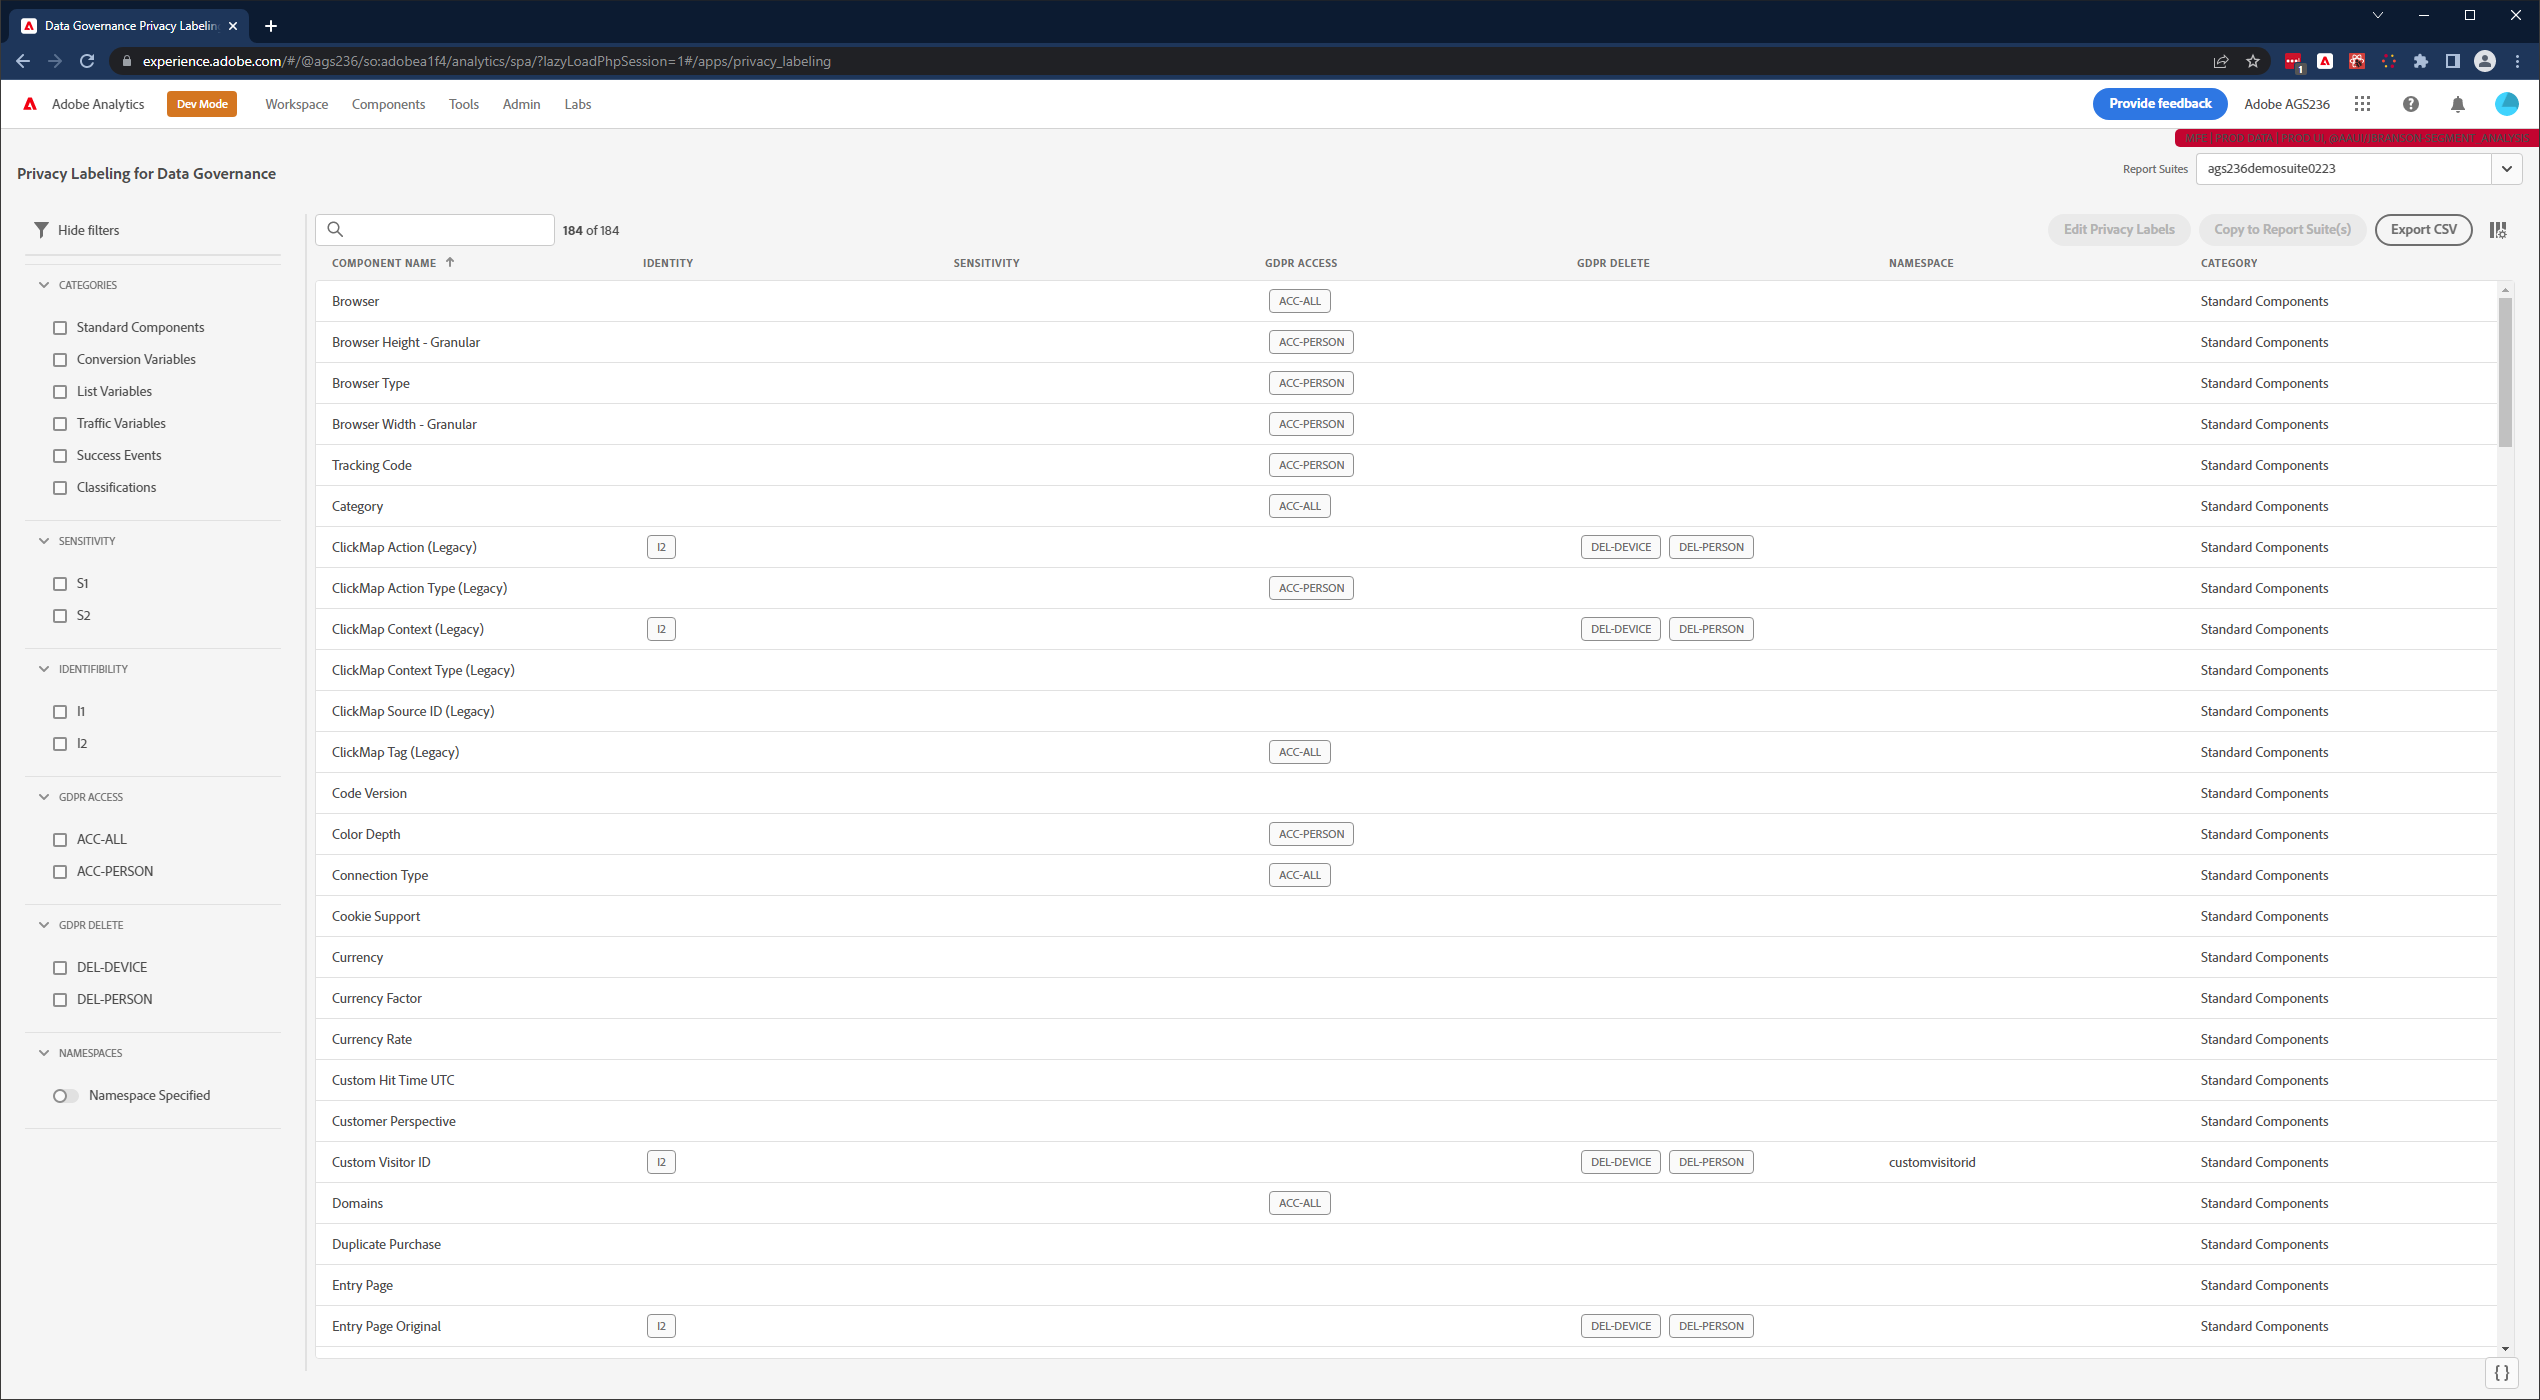 Data Governance Privacy Labelin
experience.adobe.com/#/@ags236/so:adobea1f4/analytics/spa/?lazyLoadPhpSession=1#/apps/privacy_labeling
1
Adobe Analytics Dev Mode Workspace Components Tools Admin Labs Provide feedback Adobe AGS236
Privacy Labeling for Data Governance
Report Suites ags236demosuite0223
Hide filters
184 of 184
Edit Privacy Labels Copy to Report Suite(s) Export CSV
CATEGORIES
Standard Components
Conversion Variables
List Variables
Traffic Variables
Success Events
Classifications
SENSITIVITY
S1
S2
IDENTIFIBILITY
I1
I2
GDPR ACCESS
ACC-ALL
ACC-PERSON
GDPR DELETE
DEL-DEVICE
DEL-PERSON
NAMESPACES
Namespace Specified
COMPONENT NAME IDENTITY SENSITIVITY GDPR ACCESS GDPR DELETE NAMESPACE CATEGORY
Browser ACC-ALL Standard Components
Browser Height - Granular ACC-PERSON Standard Components
Browser Type ACC-PERSON Standard Components
Browser Width - Granular ACC-PERSON Standard Components
Tracking Code ACC-PERSON Standard Components
Category ACC-ALL Standard Components
ClickMap Action (Legacy) I2 DEL-DEVICE DEL-PERSON Standard Components
ClickMap Action Type (Legacy) ACC-PERSON Standard Components
ClickMap Context (Legacy) I2 DEL-DEVICE DEL-PERSON Standard Components
ClickMap Context Type (Legacy) Standard Components
ClickMap Source ID (Legacy) Standard Components
ClickMap Tag (Legacy) ACC-ALL Standard Components
Code Version Standard Components
Color Depth ACC-PERSON Standard Components
Connection Type ACC-ALL Standard Components
Cookie Support Standard Components
Currency Standard Components
Currency Factor Standard Components
Currency Rate Standard Components
Custom Hit Time UTC Standard Components
Customer Perspective Standard Components
Custom Visitor ID I2 DEL-DEVICE DEL-PERSON customvisitorid Standard Components
Domains ACC-ALL Standard Components
Duplicate Purchase Standard Components
Entry Page Standard Components
Entry Page Original I2 DEL-DEVICE DEL-PERSON Standard Components
{}